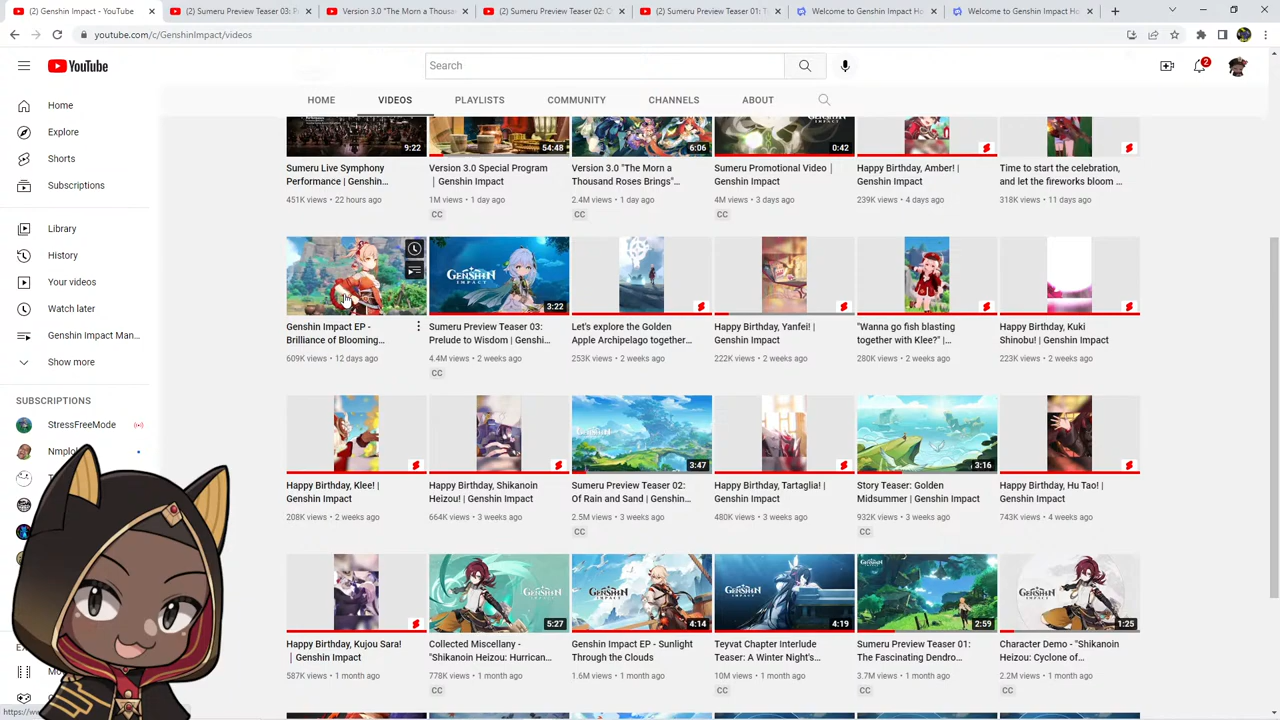 (2) Genshin Impact - YouTube
(2) Sumeru Preview Teaser 03: P
Version 3.0 "The Morn a Thousa
(2) Sumeru Preview Teaser 02: O
(2) Sumeru Preview Teaser 01: T
Welcome to Genshin Impact Ho
Welcome to Genshin Impact Ho
youtube.com/c/GenshinImpact/videos
YouTube
Search
2
HOME VIDEOS PLAYLISTS COMMUNITY CHANNELS ABOUT
Home
Explore
Shorts
Subscriptions
Library
History
Your videos
Watch later
Genshin Impact Man...
Show more
SUBSCRIPTIONS
StressFreeMode
9:22
Sumeru Live Symphony
Performance | Genshin...
451K views • 22 hours ago
54:48
Version 3.0 Special Program
| Genshin Impact
1M views • 1 day ago
CC
6:06
Version 3.0 "The Morn a
Thousand Roses Brings"...
2.4M views • 1 day ago
CC
GENSHIN
0:42
Sumeru Promotional Video |
Genshin Impact
4M views • 3 days ago
CC
Happy Birthday, Amber! |
Genshin Impact
239K views • 4 days ago
Time to start the celebration,
and let the fireworks bloom ...
318K views • 11 days ago
Genshin Impact EP -
Brilliance of Blooming...
609K views • 12 days ago
GENSHIN
IMPACT
3:22
Sumeru Preview Teaser 03:
Prelude to Wisdom | Genshi...
4.4M views • 2 weeks ago
CC
Let's explore the Golden
Apple Archipelago together...
253K views • 2 weeks ago
Happy Birthday, Yanfei! |
Genshin Impact
222K views • 2 weeks ago
"Wanna go fish blasting
together with Klee?" |...
280K views • 2 weeks ago
Happy Birthday, Kuki
Shinobu! | Genshin Impact
223K views • 2 weeks ago
Happy Birthday, Klee! |
Genshin Impact
208K views • 2 weeks ago
Happy Birthday, Shikanoin
Heizou! | Genshin Impact
664K views • 3 weeks ago
3:47
Sumeru Preview Teaser 02:
Of Rain and Sand | Genshin...
2.5M views • 3 weeks ago
CC
Happy Birthday, Tartaglia! |
Genshin Impact
480K views • 3 weeks ago
3:16
Story Teaser: Golden
Midsummer | Genshin Impact
932K views • 3 weeks ago
CC
Happy Birthday, Hu Tao! |
Genshin Impact
743K views • 4 weeks ago
Happy Birthday, Kujou Sara!
| Genshin Impact
587K views • 1 month ago
GENSHIN
IMPACT
5:27
Collected Miscellany -
"Shikanoin Heizou: Hurrican...
778K views • 1 month ago
CC
GENSHIN
IMPACT
4:14
Genshin Impact EP - Sunlight
Through the Clouds
1.6M views • 1 month ago
GENSHIN
IMPACT
4:19
Teyvat Chapter Interlude
Teaser: A Winter Night's...
10M views • 1 month ago
CC
GENSHIN
IMPACT
2:59
Sumeru Preview Teaser 01:
The Fascinating Dendro...
3.7M views • 1 month ago
CC
GENSHIN
IMPACT
1:25
Character Demo - "Shikanoin
Heizou: Cyclone of...
2.2M views • 1 month ago
CC